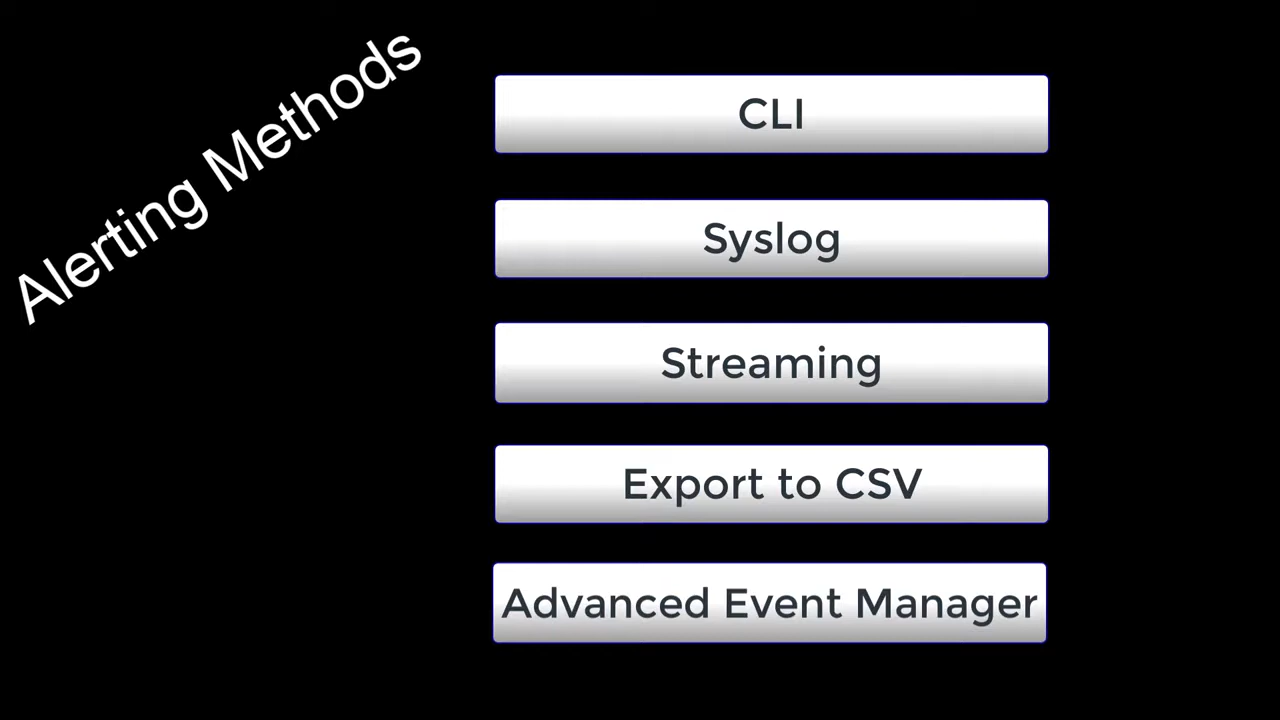 Alerting Methods
CLI
Syslog
Streaming
Export to CSV
Advanced Event Manager